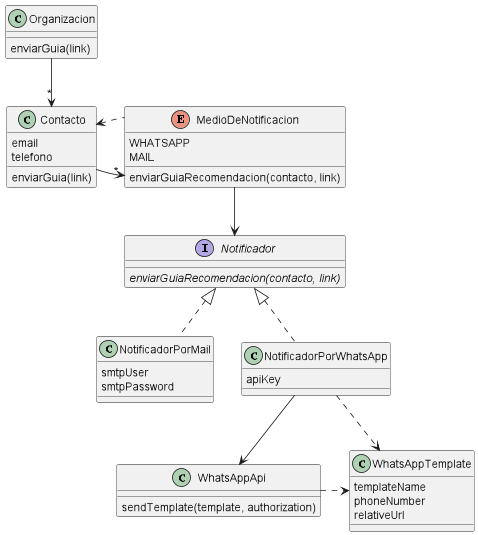 C Organizacion
enviarGuia(link)
*
C Contacto
email
telefono
enviarGuia(link)
*
E MedioDeNotificacion
WHATSAPP
MAIL
enviarGuiaRecomendacion(contacto, link)
I Notificador
enviarGuiaRecomendacion(contacto, link)
C NotificadorPorMail
smtpUser
smtpPassword
C NotificadorPorWhatsApp
apiKey
C WhatsAppApi
sendTemplate(template, authorization)
C WhatsAppTemplate
templateName
phoneNumber
relativeUrl